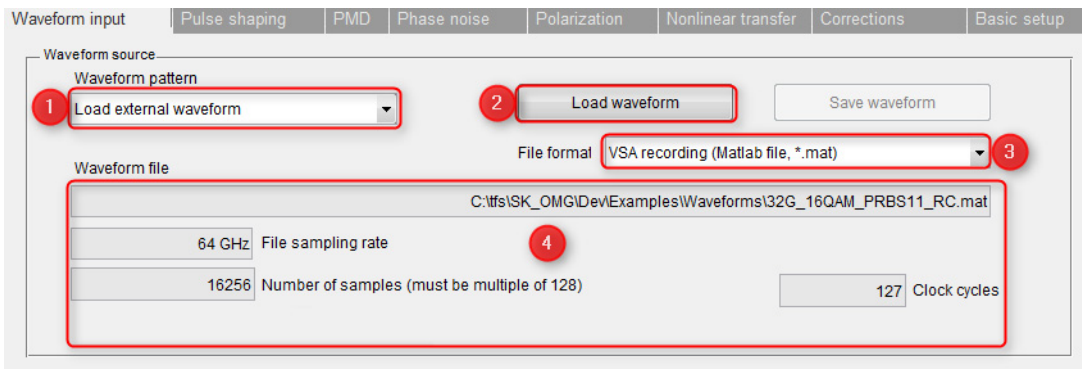 Waveform input Pulse shaping PMD Phase noise Polarization Nonlinear transfer Corrections Basic setup
Waveform source
Waveform pattern
1 Load external waveform 2 Load waveform Save waveform
File format VSA recording (Matlab file, *.mat) 3
Waveform file
C:\tfs\SK_OMG\Dev\Examples\Waveforms\32G_16QAM_PRBS11_RC.mat
64 GHz File sampling rate 4
16256 Number of samples (must be multiple of 128) 127 Clock cycles